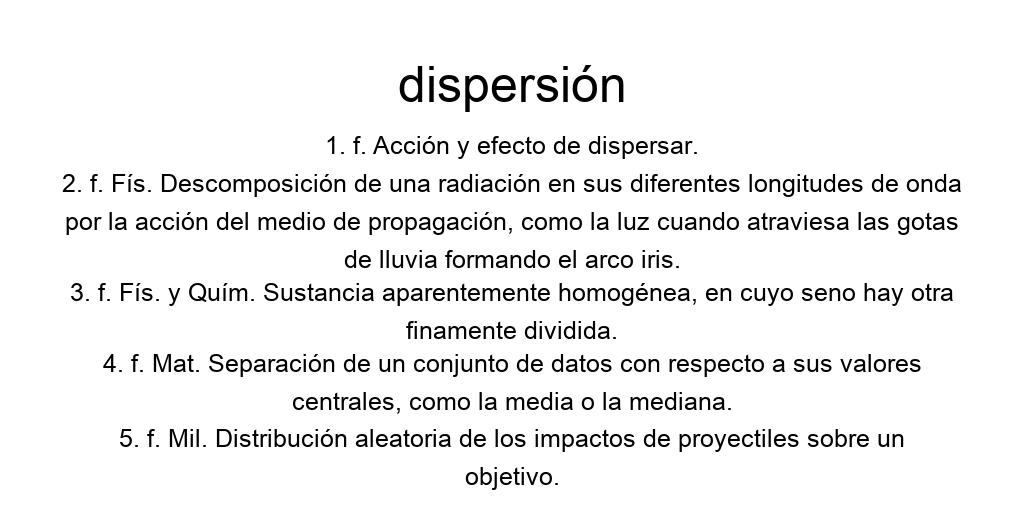 dispersión
1. f. Acción y efecto de dispersar.
2. f. Fís. Descomposición de una radiación en sus diferentes longitudes de onda
por la acción del medio de propagación, como la luz cuando atraviesa las gotas
de lluvia formando el arco iris.
3. f. Fís. y Quím. Sustancia aparentemente homogénea, en cuyo seno hay otra
finamente dividida.
4. f. Mat. Separación de un conjunto de datos con respecto a sus valores
centrales, como la media o la mediana.
5. f. Mil. Distribución aleatoria de los impactos de proyectiles sobre un
objetivo.